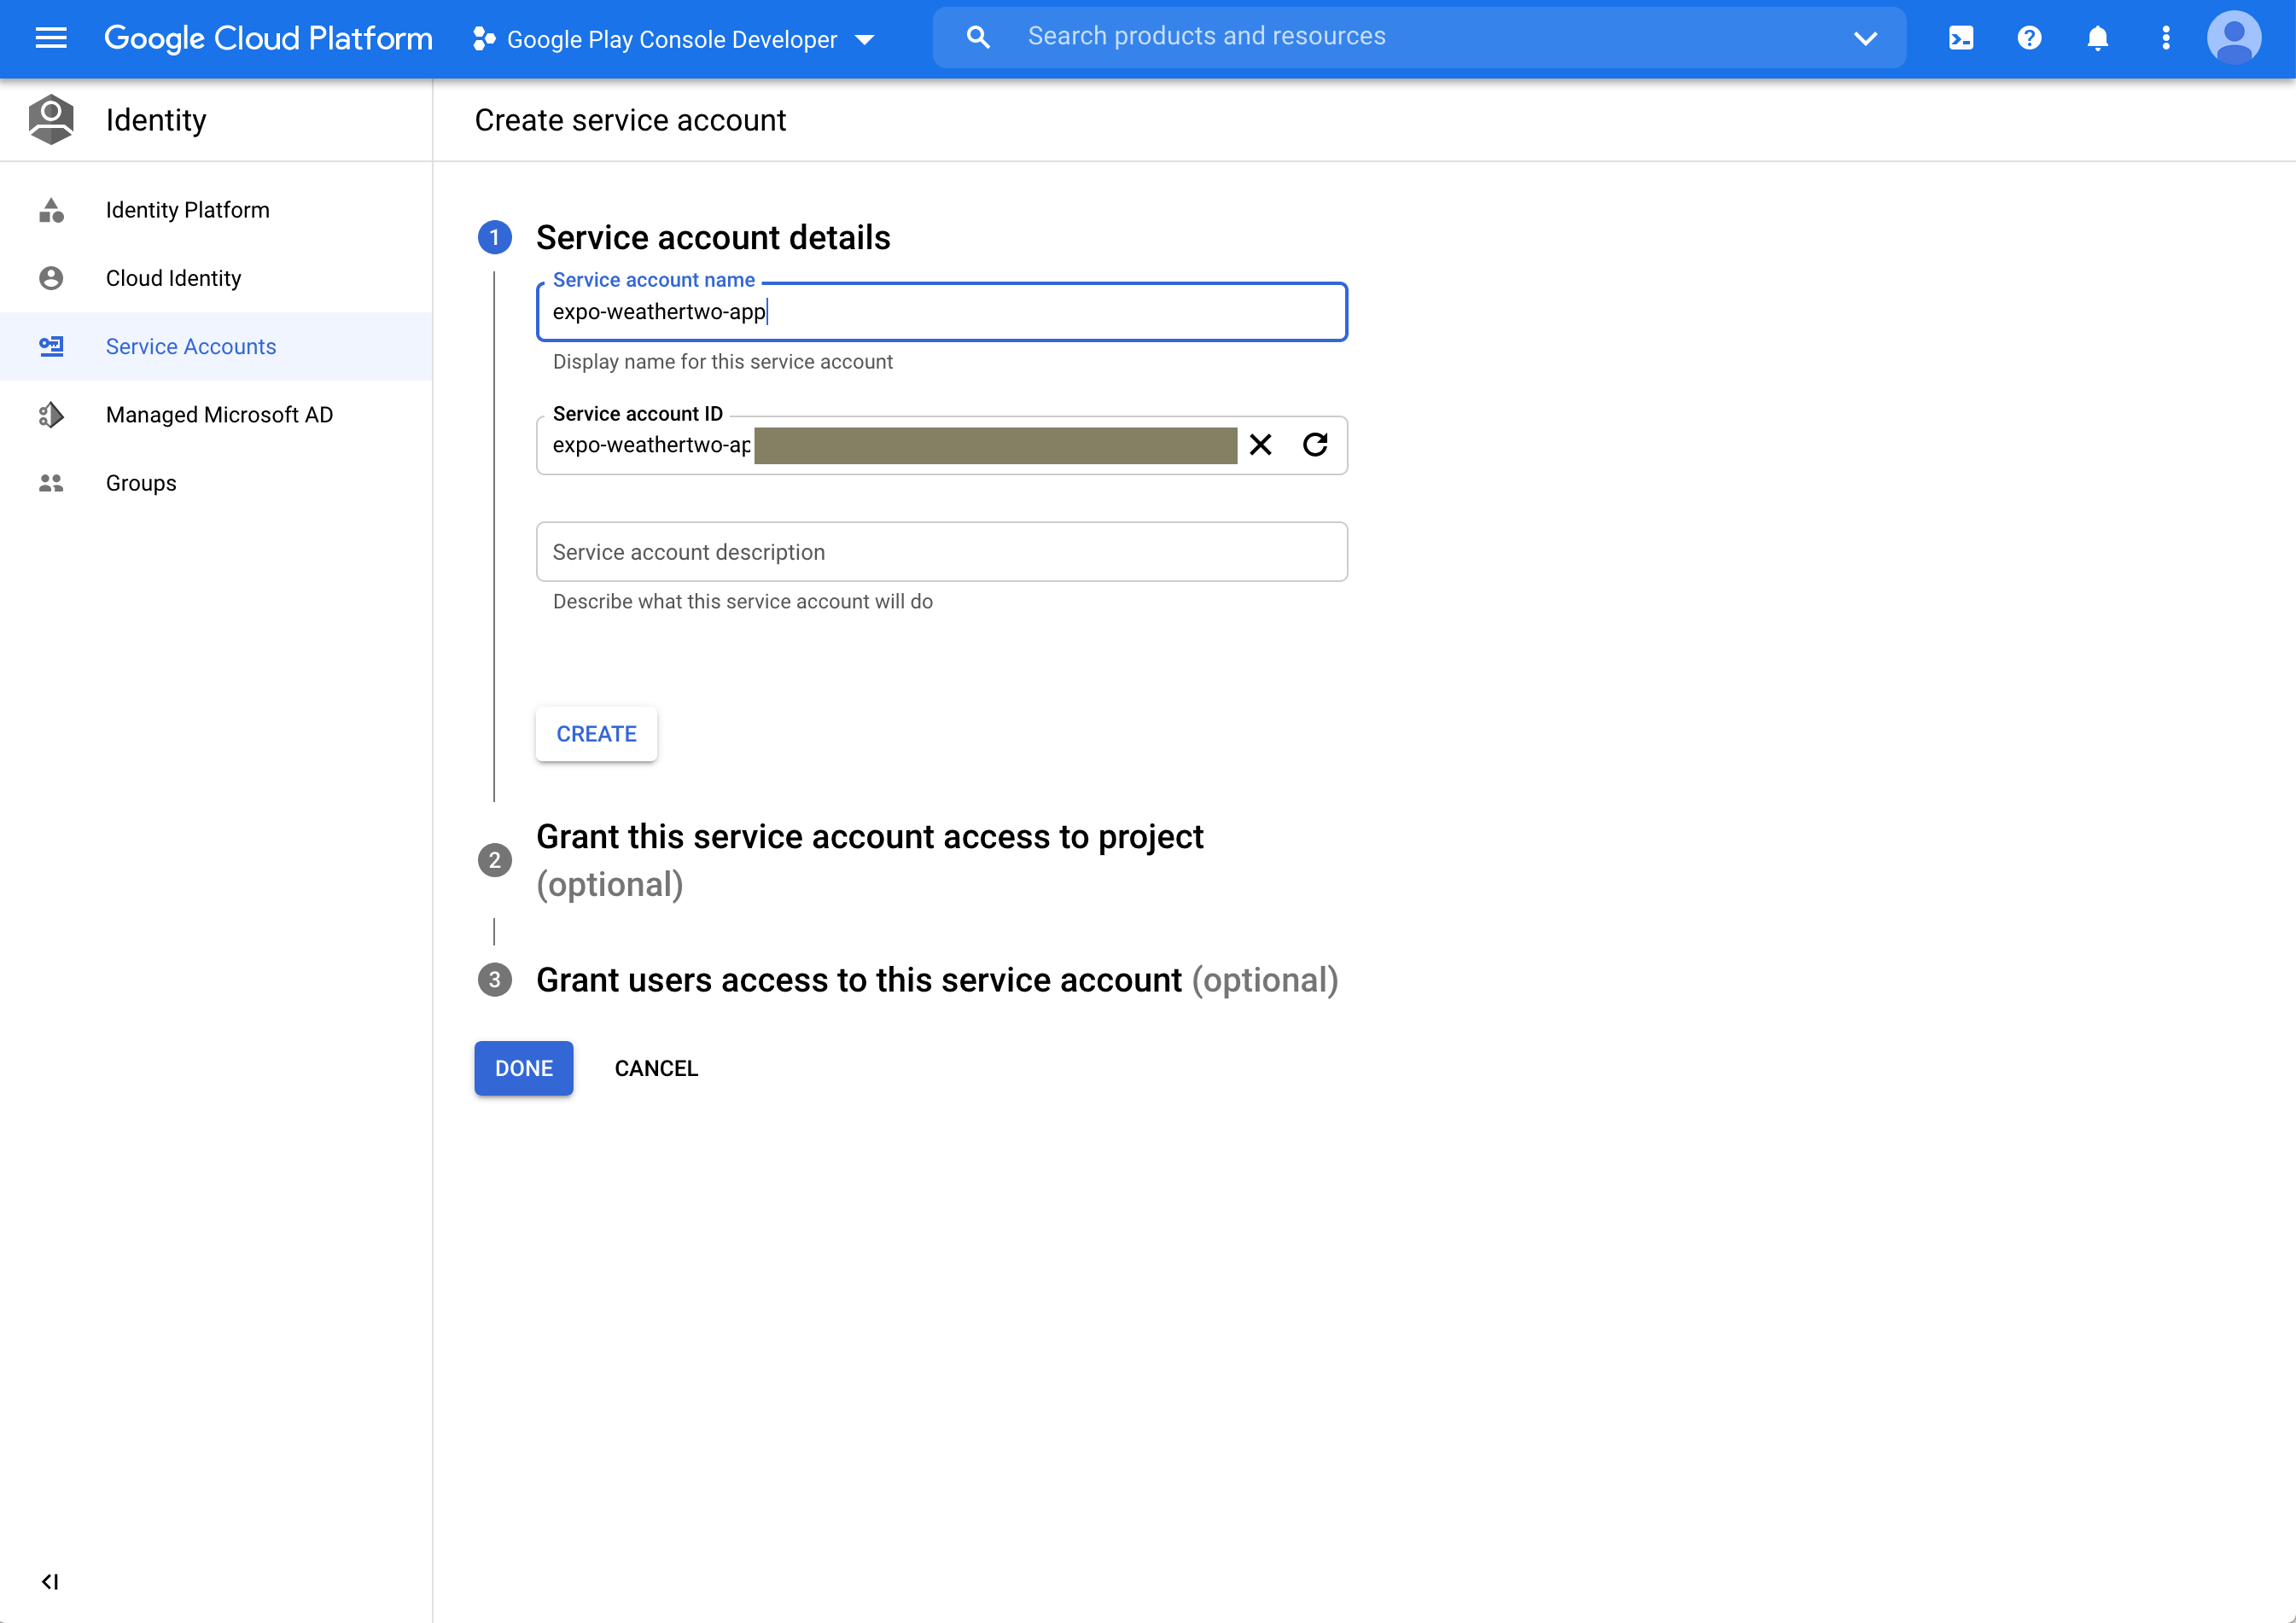 Google Cloud Platform
Google Play Console Developer
Search products and resources
Identity
Create service account
Identity Platform
Cloud Identity
Service Accounts
Managed Microsoft AD
Groups
1 Service account details
Service account name
expo-weathertwo-app
Display name for this service account
Service account ID
expo-weathertwo-ap
Service account description
Describe what this service account will do
CREATE
2 Grant this service account access to project
(optional)
3 Grant users access to this service account (optional)
DONE
CANCEL